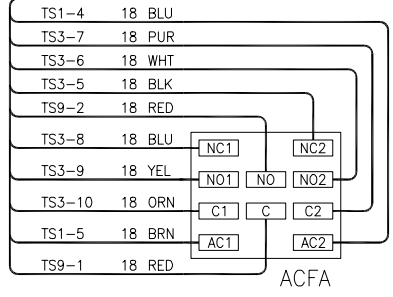 TS1-4 18 BLU
TS3-7 18 PUR
TS3-6 18 WHT
TS3-5 18 BLK
TS9-2 18 RED
TS3-8 18 BLU
NC1 NC2
TS3-9 18 YEL
NO1 NO NO2
TS3-10 18 ORN
C1 C C2
TS1-5 18 BRN
AC1 AC2
TS9-1 18 RED
ACFA